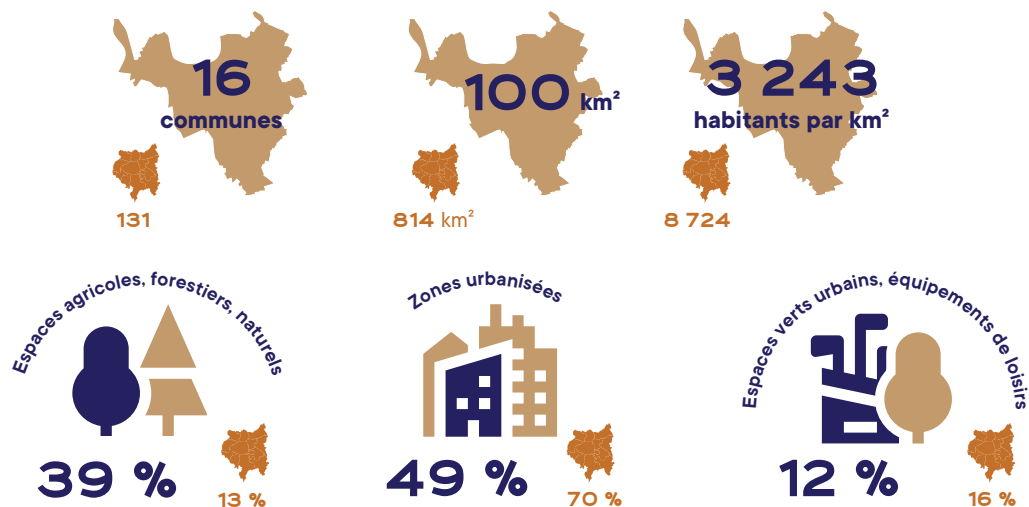 16
communes
131
100 km²
814 km²
3 243
habitants par km²
8 724
Espaces agricoles, forestiers, naturels
39 %
13 %
Zones urbanisées
49 %
70 %
Espaces verts urbains, équipements de loisirs
12 %
16 %